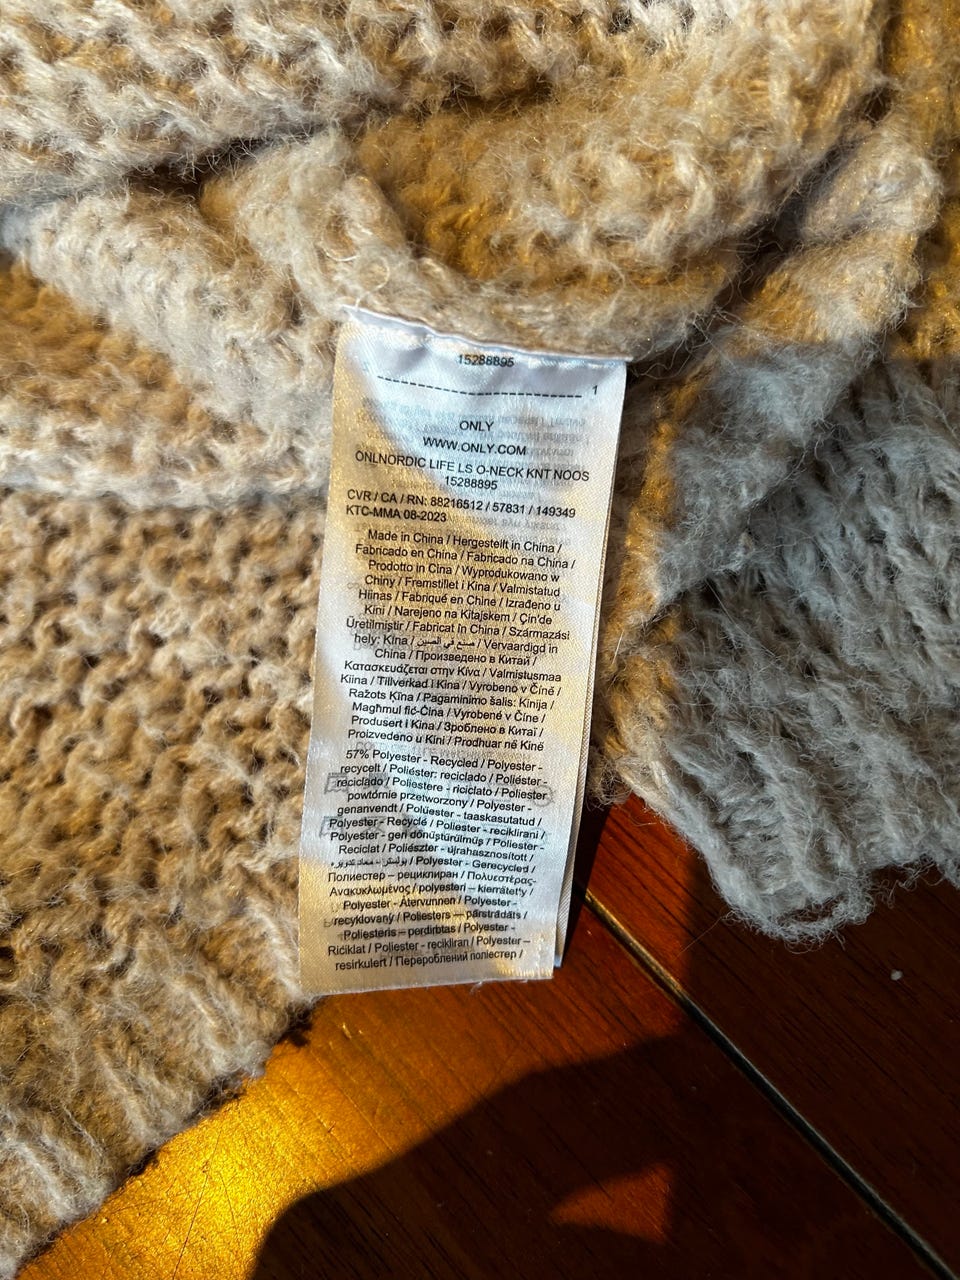 15288895
1
ONLY
WWW.ONLY.COM
ONLNORDIC LIFE LS O-NECK KNT NOOS
15288895
CVR / CA / RN: 88216512 / 57831 / 149349
KTC-MMA 08-2023
Made in China / Hergestellt in China /
Fabricado en China / Fabricado na China /
Prodotto in Cina / Wyprodukowano w
Chiny / Fremstillet i Kina / Valmistatud
Hiinas / Fabriqué en Chine / Izrađeno u
Kini / Narejeno na Kitajskem / Çin'de
Üretilmiştir / Fabricat în China / Származási
hely: Kína / صنع في الصين / Vervaardigd in
China / Произведено в Китай /
Κατασκευάζεται στην Κίνα / Valmistusmaa
Kiina / Tillverkad i Kina / Vyrobeno v Číně /
Ražots Ķīna / Pagaminimo šalis: Kinija /
Magħmul fiċ-Ċina / Vyrobené v Číne /
Produsert i Kina / Зроблено в Китаї /
Proizvedeno u Kini / Prodhuar në Kinë
57% Polyester - Recycled / Polyester -
recycelt / Poliéster: reciclado / Poliéster -
reciclado / Poliestere - riciclato / Poliester
powtórnie przetworzony / Polyester -
genanvendt / Polüester - taaskasutatud /
Polyester - Recyclé / Poliester - reciklirani /
Polyester - geri dönüştürülmüş / Poliester -
Reciclat / Poliészter - újrahasznosított /
بوليستر معاد تدويره / Polyester - Gerecycled /
Полиестер – рециклиран / Πολυεστέρας-
Ανακυκλωμένος / polyesteri – kierrätetty /
Polyester - Återvunnen / Polyester -
recyklovaný / Poliesters — pārstrādāts /
Poliesteris – perdirbtas / Polyester -
Riċiklat / Poliester - recikliran / Polyester –
resirkulert / Перероблений поліестер /